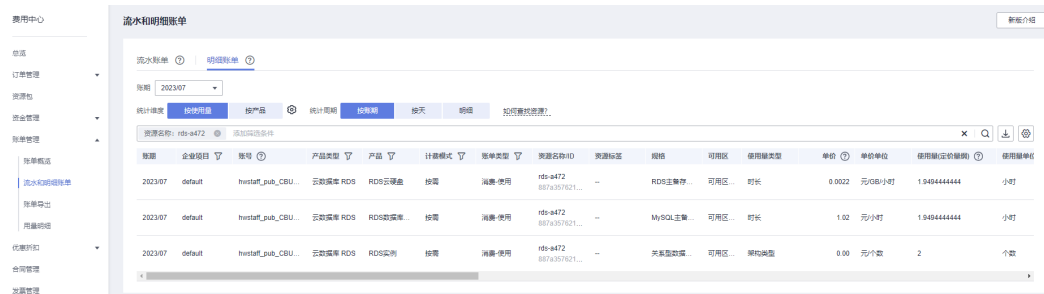 费用中心
流水和明细账单
新版介绍
总览
订单管理
资源包
资金管理
账单管理
账单概览
流水和明细账单
账单导出
用量明细
优惠折扣
合同管理
发票管理
流水账单 明细账单
账期 2023/07
统计维度 按使用量 按产品 统计周期 按账期 按天 明细 如何查找资源?
资源名称: rds-a472 添加筛选条件
账期 企业项目 账号 产品类型 产品 计费模式 账单类型 资源名称/ID 资源标签 规格 可用区 使用量类型 单价 单价单位 使用量(定价量纲) 使用量单位
2023/07 default hwstaff_pub_CBU... 云数据库 RDS RDS云硬盘 按需 消费-使用 rds-a472 -- RDS主备存... 可用区... 时长 0.0022 元/GB/小时 1.9494444444 小时
887a357621...
2023/07 default hwstaff_pub_CBU... 云数据库 RDS RDS数据库... 按需 消费-使用 rds-a472 -- MySQL主备... 可用区... 时长 1.02 元/小时 1.9494444444 小时
887a357621...
2023/07 default hwstaff_pub_CBU... 云数据库 RDS RDS实例 按需 消费-使用 rds-a472 -- 关系型数据... 可用区... 架构类型 0.00 元/个数 2 个数
887a357621...